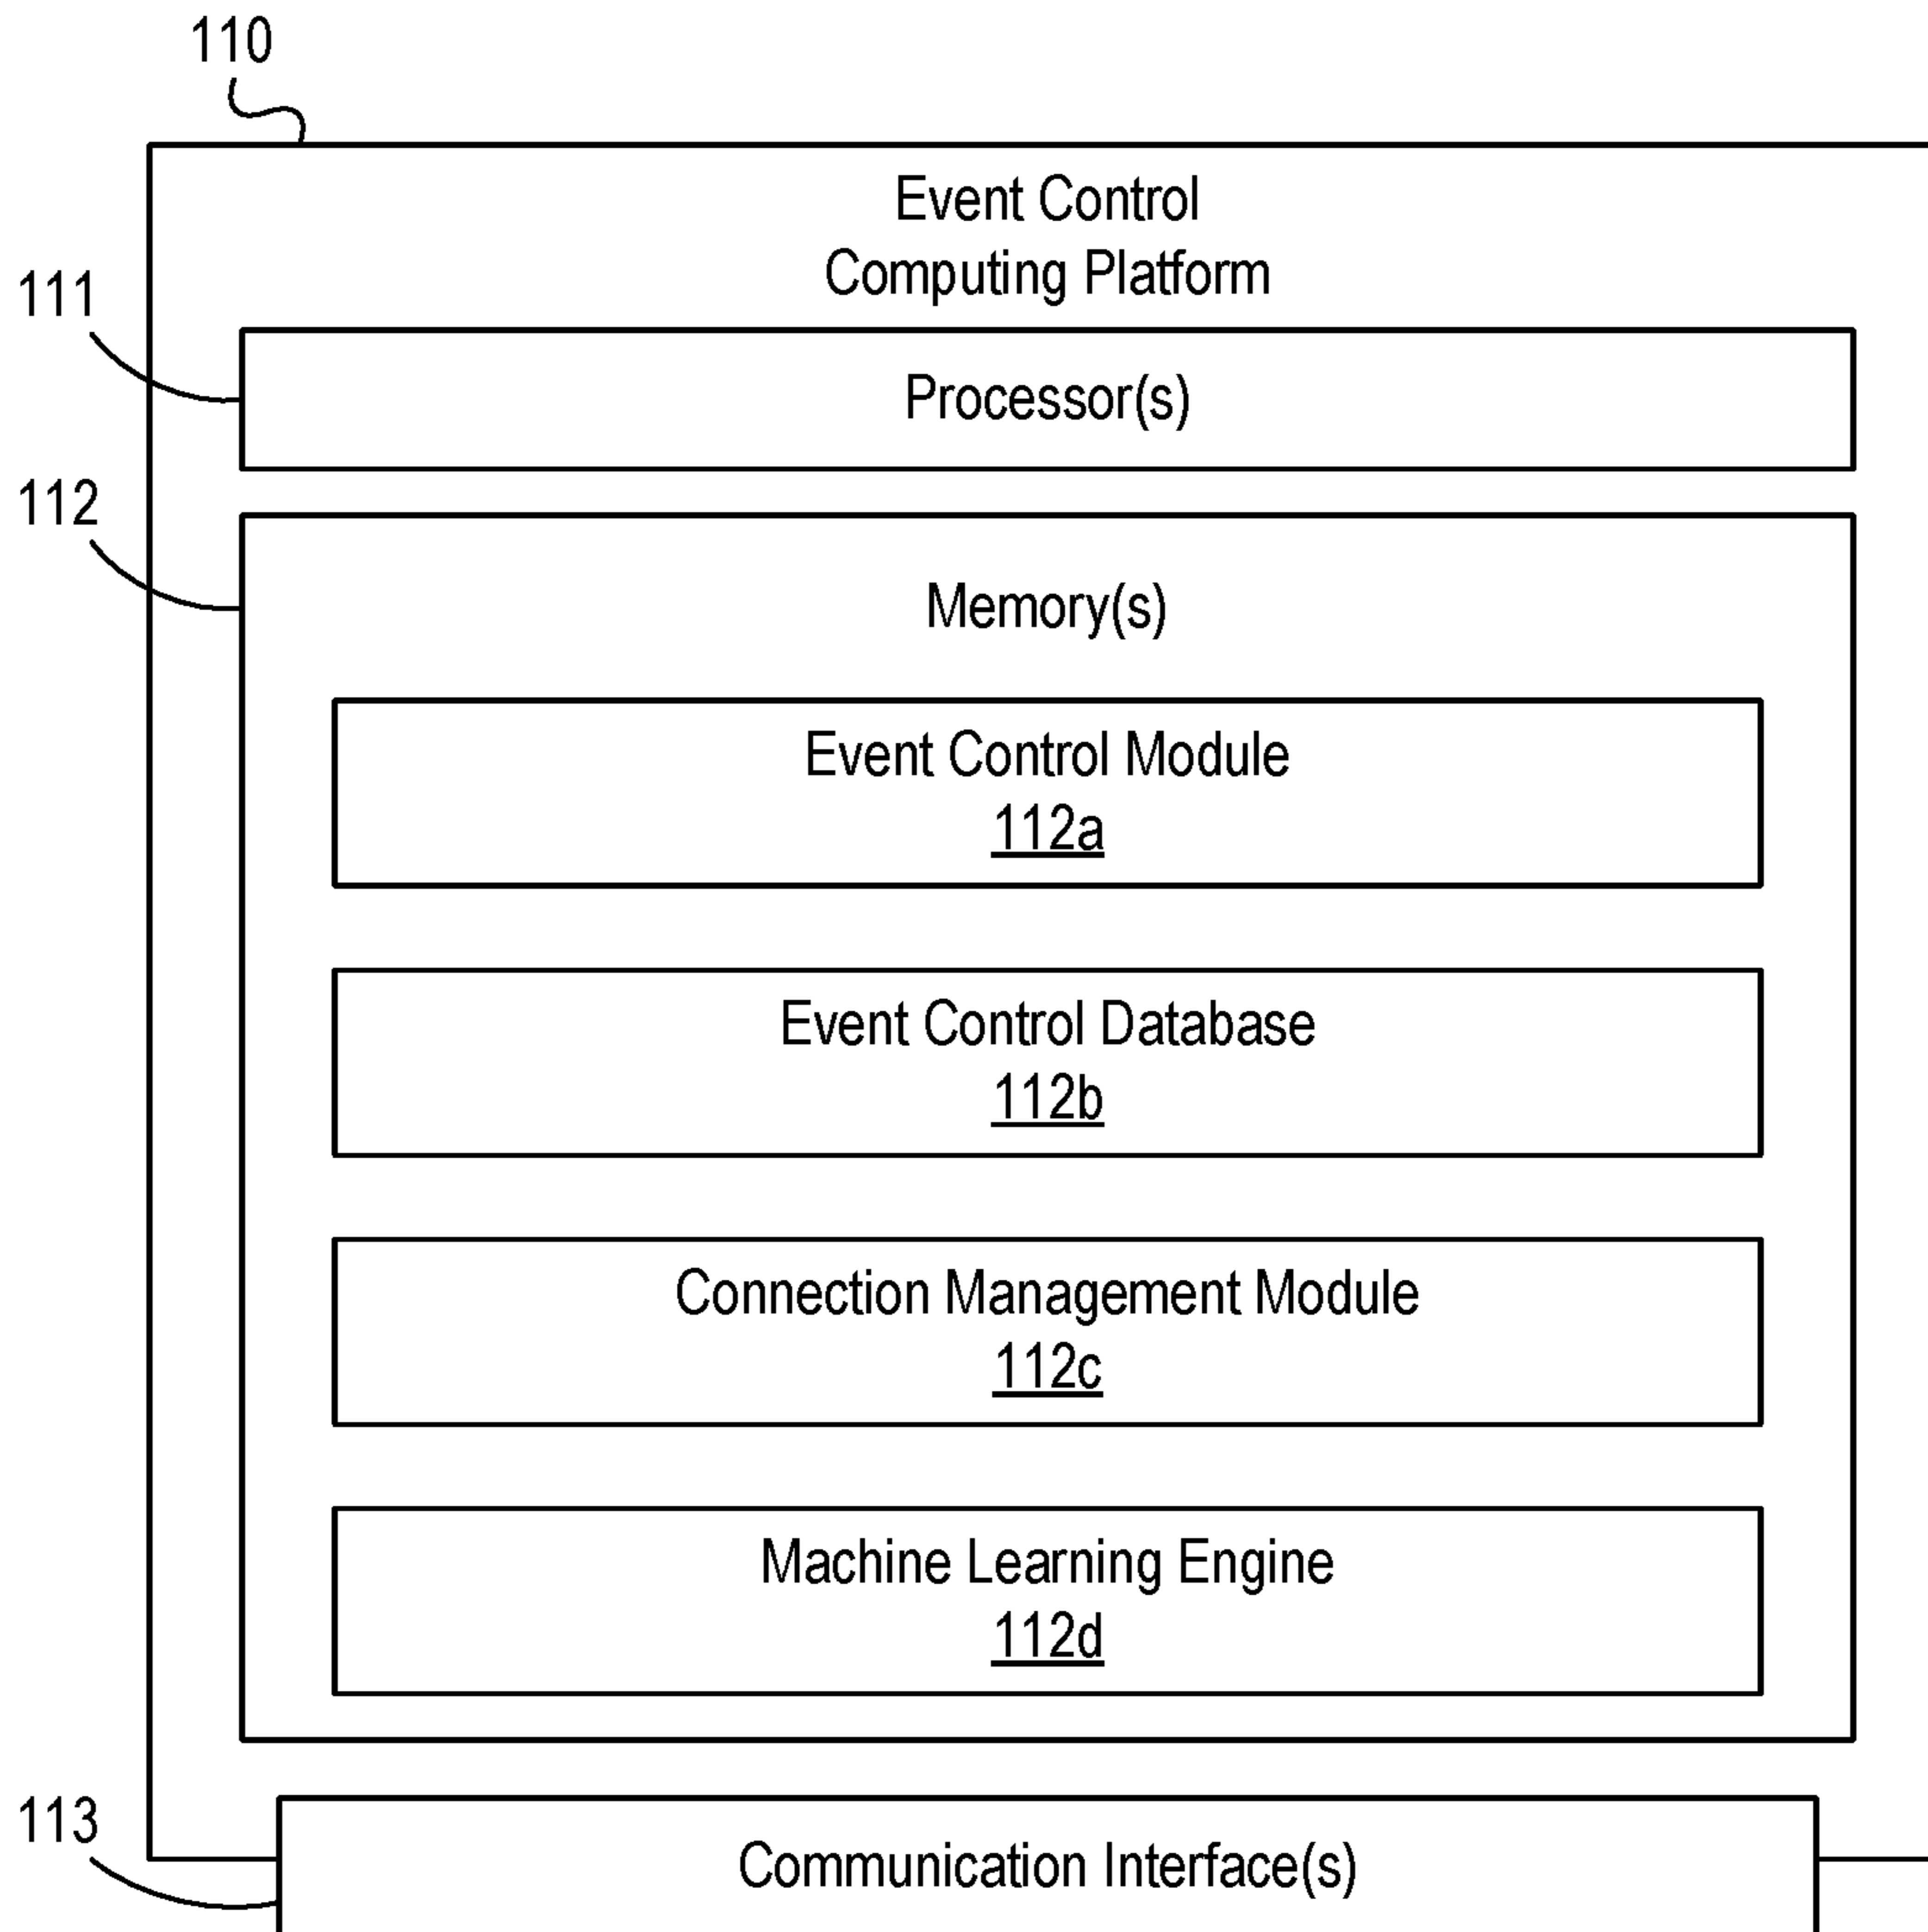 110
Event Control
Computing Platform
111
Processor(s)
112
Memory(s)
Event Control Module
112a
Event Control Database
112b
Connection Management Module
112c
Machine Learning Engine
112d
113
Communication Interface(s)